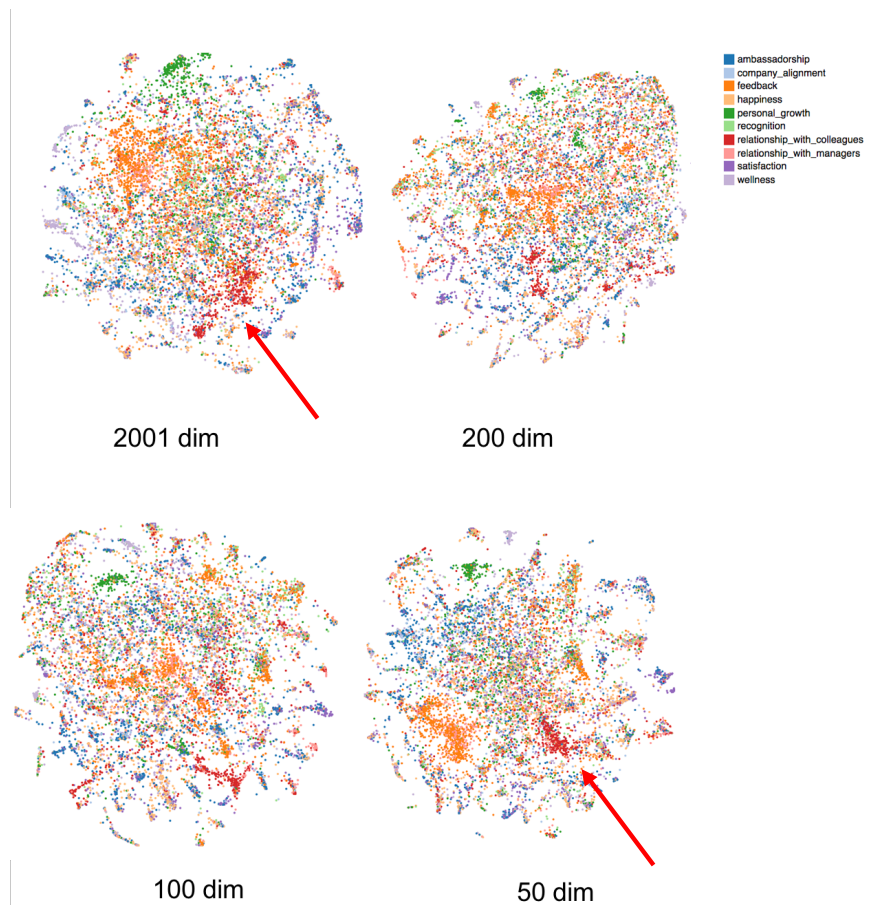 ambassadorship
company_alignment
feedback
happiness
personal_growth
recognition
relationship_with_colleagues
relationship_with_managers
satisfaction
wellness
2001 dim
200 dim
100 dim
50 dim